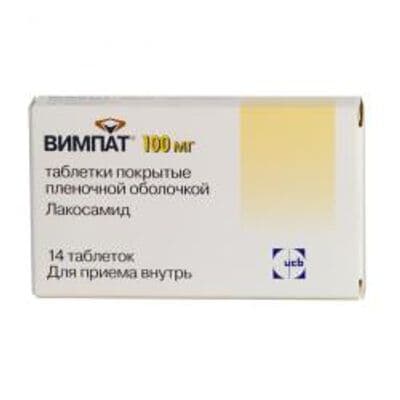 ВИМПАТ® 100 мг
таблетки покрытые
пленочной оболочкой
Лакосамид
14 таблеток
Для приема внутрь
ucb